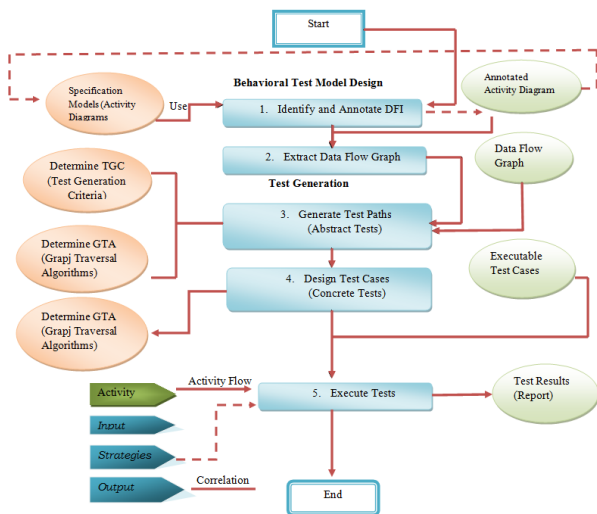 Start
Behavioral Test Model Design
Specification
Models (Activity
Diagrams
Use
1. Identify and Annotate DFI
Annotated
Activity Diagram
2. Extract Data Flow Graph
Data Flow
Graph
Test Generation
Determine TGC
(Test Generation
Criteria)
3. Generate Test Paths
(Abstract Tests)
Determine GTA
(Grapj Traversal
Algorithms)
4. Design Test Cases
(Concrete Tests)
Executable
Test Cases
Determine GTA
(Grapj Traversal
Algorithms)
Activity
Activity Flow
5. Execute Tests
Test Results
(Report)
Input
Strategies
Output
Correlation
End